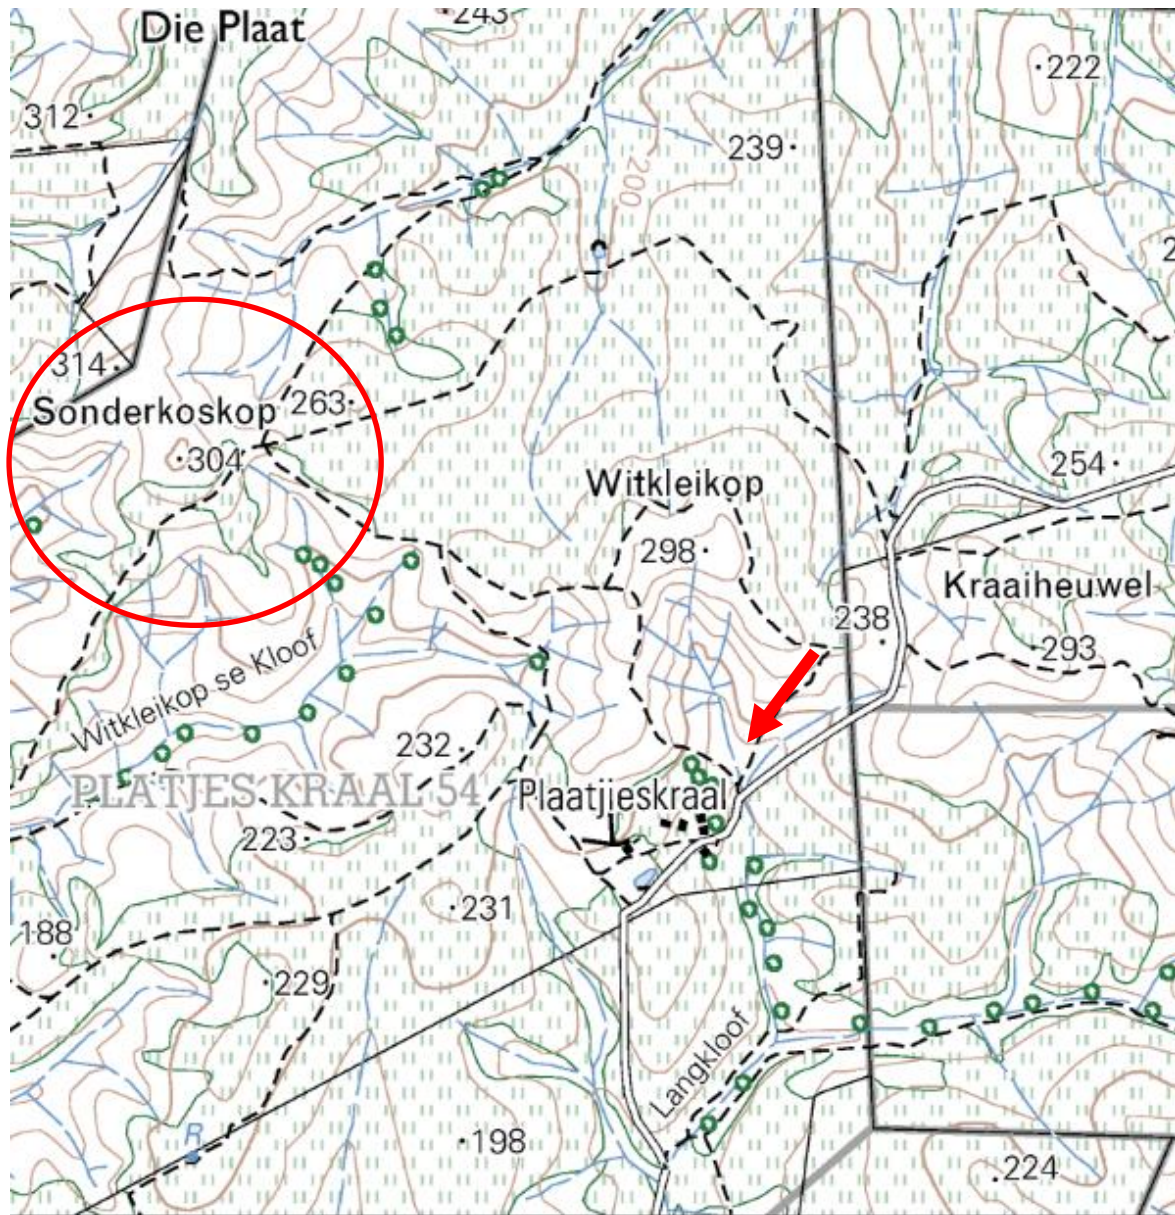 243
Die Plaat
222
312
239
200
314
Sonderkoskop
263
304
254
Witkleikop
298
Kraaiheuwel
238
293
Witkleikop se Kloof
232
PLATJES KRAAL 54
Plaatjieskraal
223
231
188
229
Langkloof
R
198
224